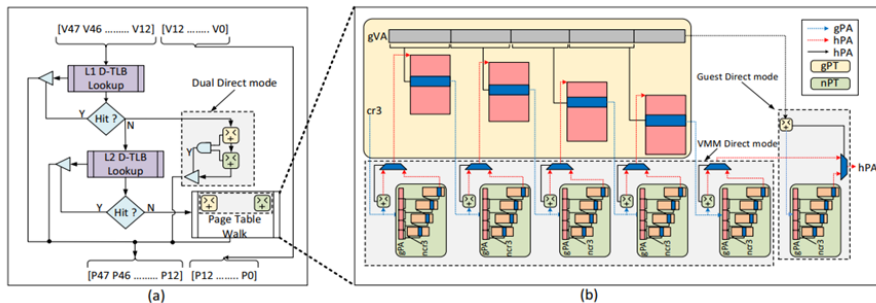 [V47 V46 ......... V12]
[V12 ...... V0]
L1 D-TLB
Lookup
Dual Direct mode
Y
Hit ?
N
Y
L2 D-TLB
Lookup
Y
Hit ?
N
Page Table
Walk
[P47 P46 ......... P12]
[P12 ...... P0]
(a)
gVA
cr3
gPA
hPA
hPA
gPT
nPT
Guest Direct mode
VMM Direct mode
hPA
gPA
ncr3
gPA
ncr3
gPA
ncr3
gPA
ncr3
gPA
ncr3
gPA
ncr3
(b)